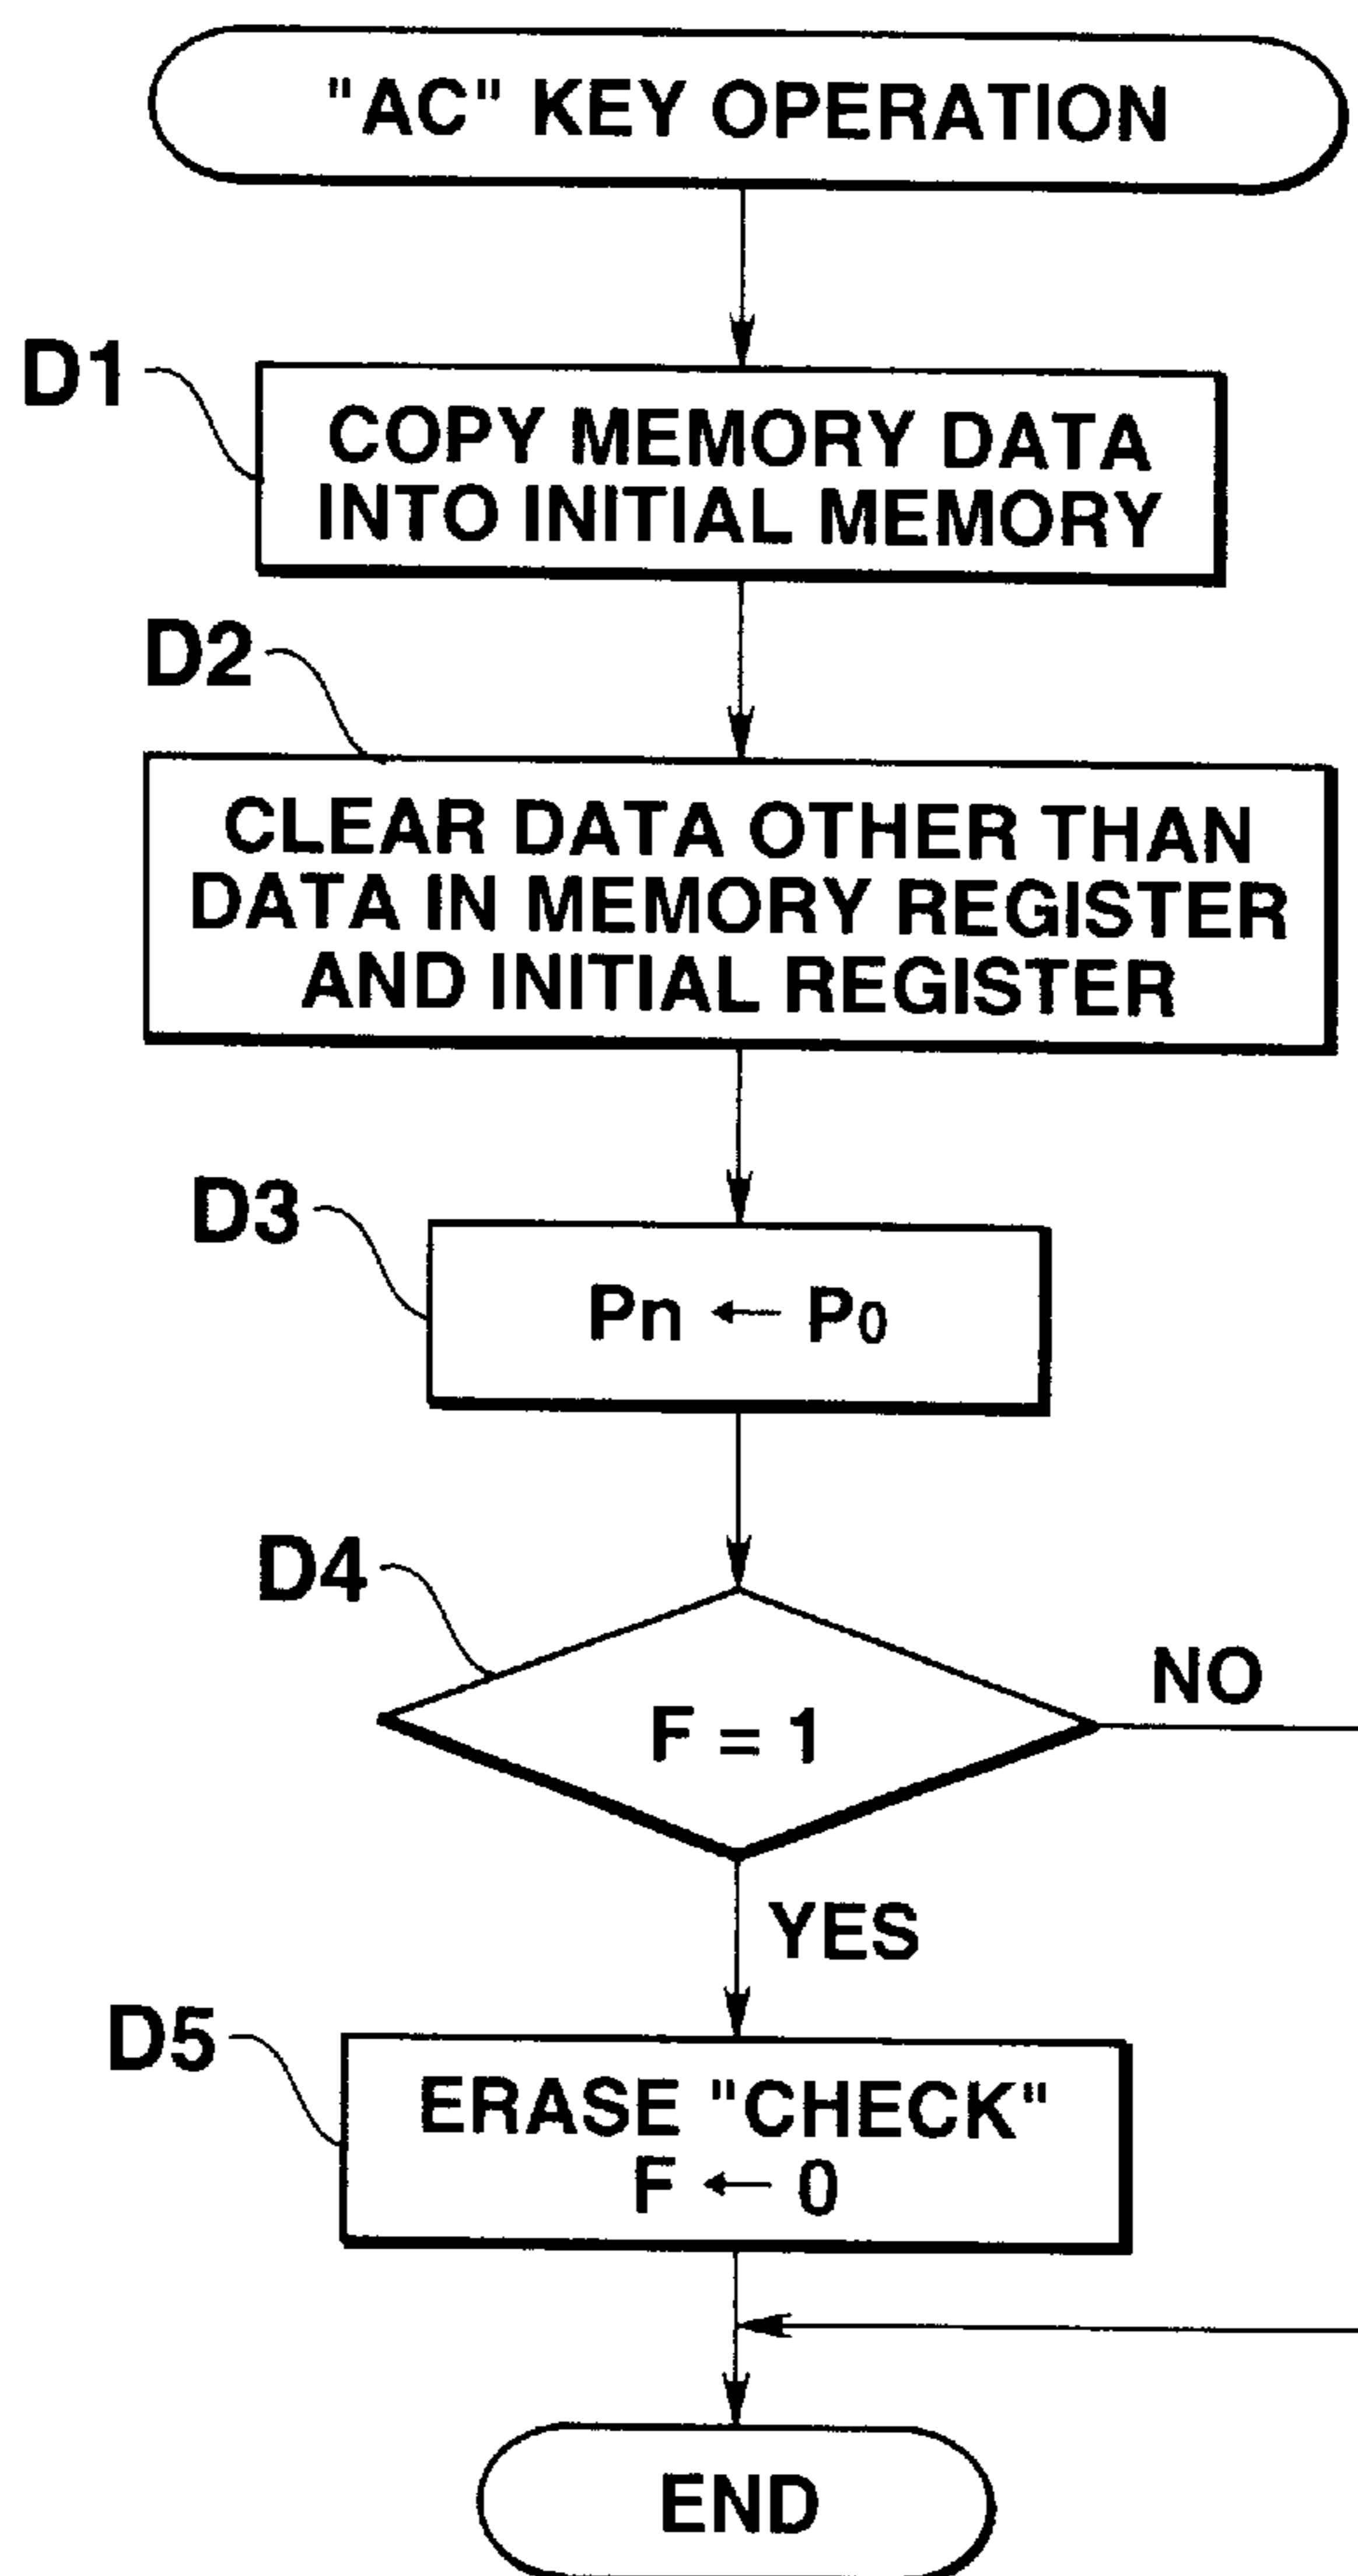 "AC" KEY OPERATION
D1
COPY MEMORY DATA
INTO INITIAL MEMORY
D2
CLEAR DATA OTHER THAN
DATA IN MEMORY REGISTER
AND INITIAL REGISTER
D3
Pn ← P0
D4
F = 1
NO
YES
D5
ERASE "CHECK"
F ← 0
END